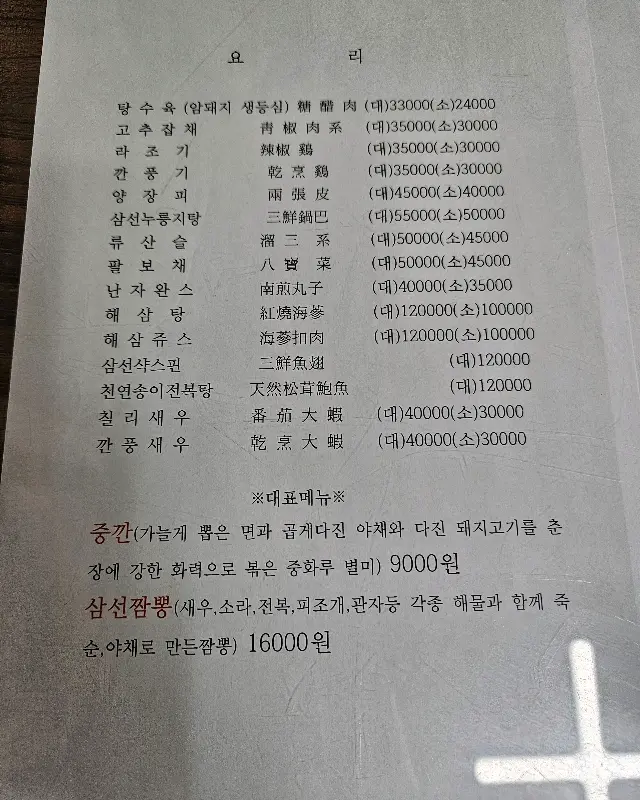 요 리
탕 수 육 (암돼지 생등심) 糖 醋 肉 (대)33000(소)24000
고 추 잡 채 靑 椒 肉 系 (대)35000(소)30000
라 조 기 辣椒 鷄 (대)35000(소)30000
깐 풍 기 乾 烹 鷄 (대)35000(소)30000
양 장 피 兩 張 皮 (대)45000(소)40000
삼선누룽지탕 三鮮鍋巴 (대)55000(소)50000
류 산 슬 溜 三 系 (대)50000(소)45000
팔 보 채 八 寶 菜 (대)50000(소)45000
난 자 완 스 南煎丸子 (대)40000(소)35000
해 삼 탕 紅燒海蔘 (대)120000(소)100000
해 삼 쥬 스 海蔘扣肉 (대)120000(소)100000
삼선샥스핀 三鮮魚翅 (대)120000
천연송이전복탕 天然松茸鮑魚 (대)120000
칠 리 새 우 番 茄 大 蝦 (대)40000(소)30000
깐 풍 새 우 乾 烹 大 蝦 (대)40000(소)30000
※대표메뉴※
중깐(가늘게 뽑은 면과 곱게다진 야채와 다진 돼지고기를 춘
장에 강한 화력으로 볶은 중화루 별미) 9000원
삼선짬뽕(새우,소라,전복,피조개,관자등 각종 해물과 함께 죽
순,야채로 만든짬뽕) 16000원